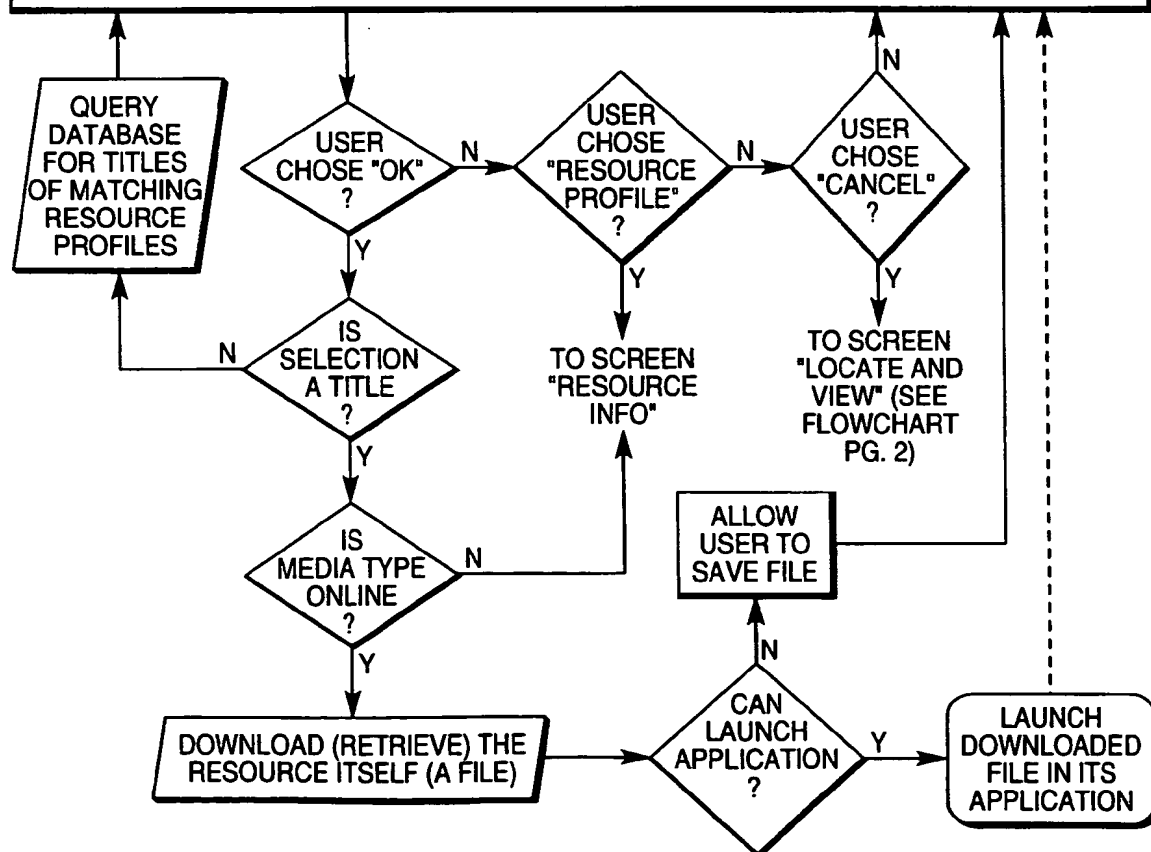 QUERY
DATABASE
FOR TITLES
OF MATCHING
RESOURCE
PROFILES
USER
CHOSE "OK"
?
N
Y
USER
CHOSE
"RESOURCE
PROFILE"
?
N
Y
N
USER
CHOSE
"CANCEL"
?
Y
IS
SELECTION
A TITLE
?
N
Y
TO SCREEN
"RESOURCE
INFO"
TO SCREEN
"LOCATE AND
VIEW" (SEE
FLOWCHART
PG. 2)
IS
MEDIA TYPE
ONLINE
?
N
Y
ALLOW
USER TO
SAVE FILE
DOWNLOAD (RETRIEVE) THE
RESOURCE ITSELF (A FILE)
N
CAN
LAUNCH
APPLICATION
?
Y
LAUNCH
DOWNLOADED
FILE IN ITS
APPLICATION